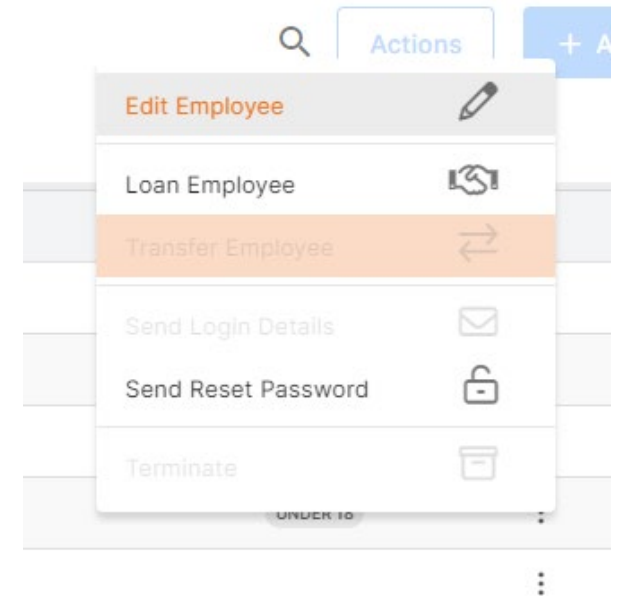 Actions
+ A
Edit Employee
Loan Employee
Transfer Employee
Send Login Details
Send Reset Password
Terminate
UNDER 18